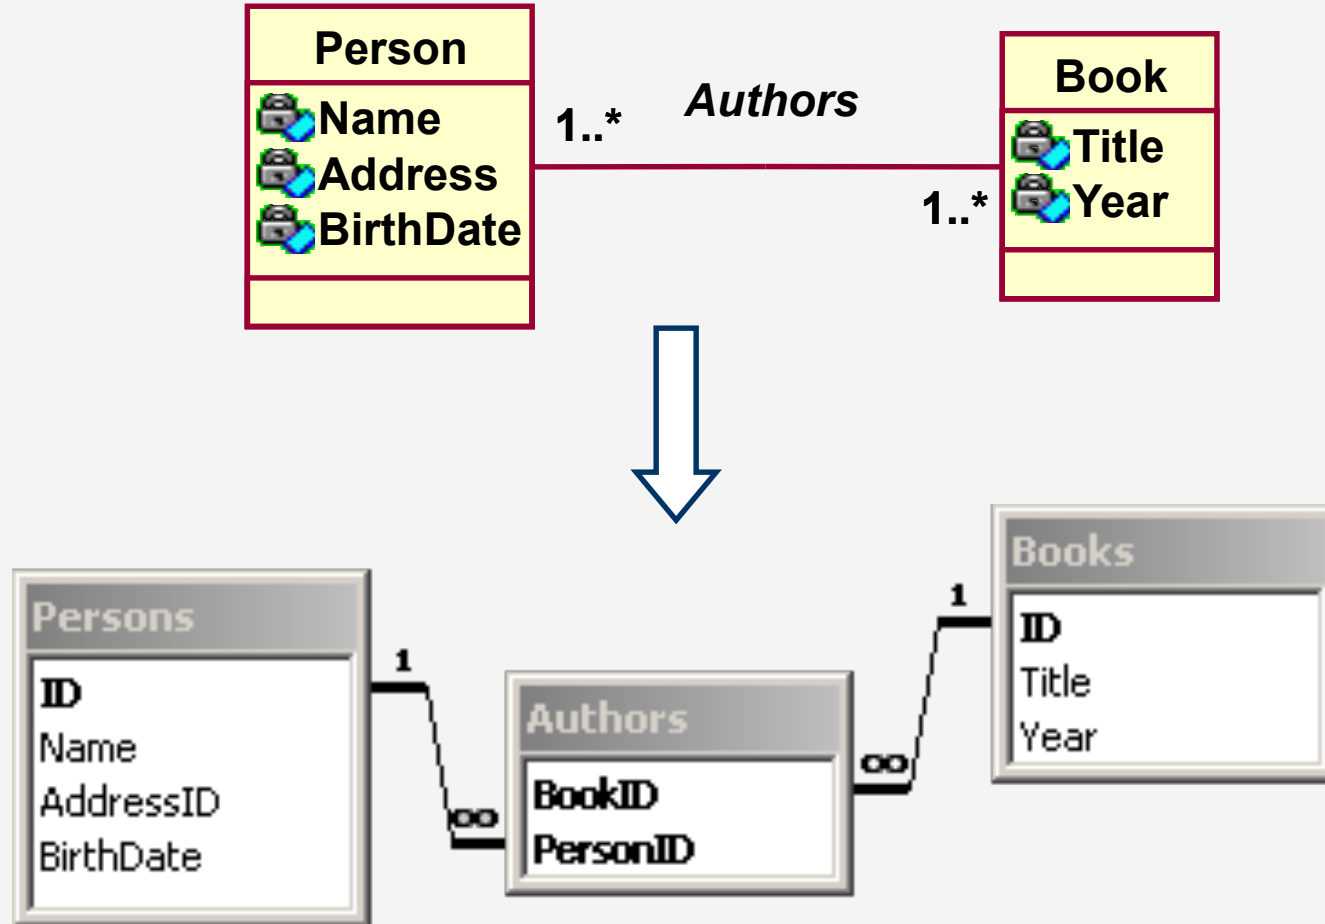 Person
Name
Address
BirthDate
1..*
Authors
1..*
Book
Title
Year
Persons
ID
Name
AddressID
BirthDate
1
∞
Authors
BookID
PersonID
∞
1
Books
ID
Title
Year